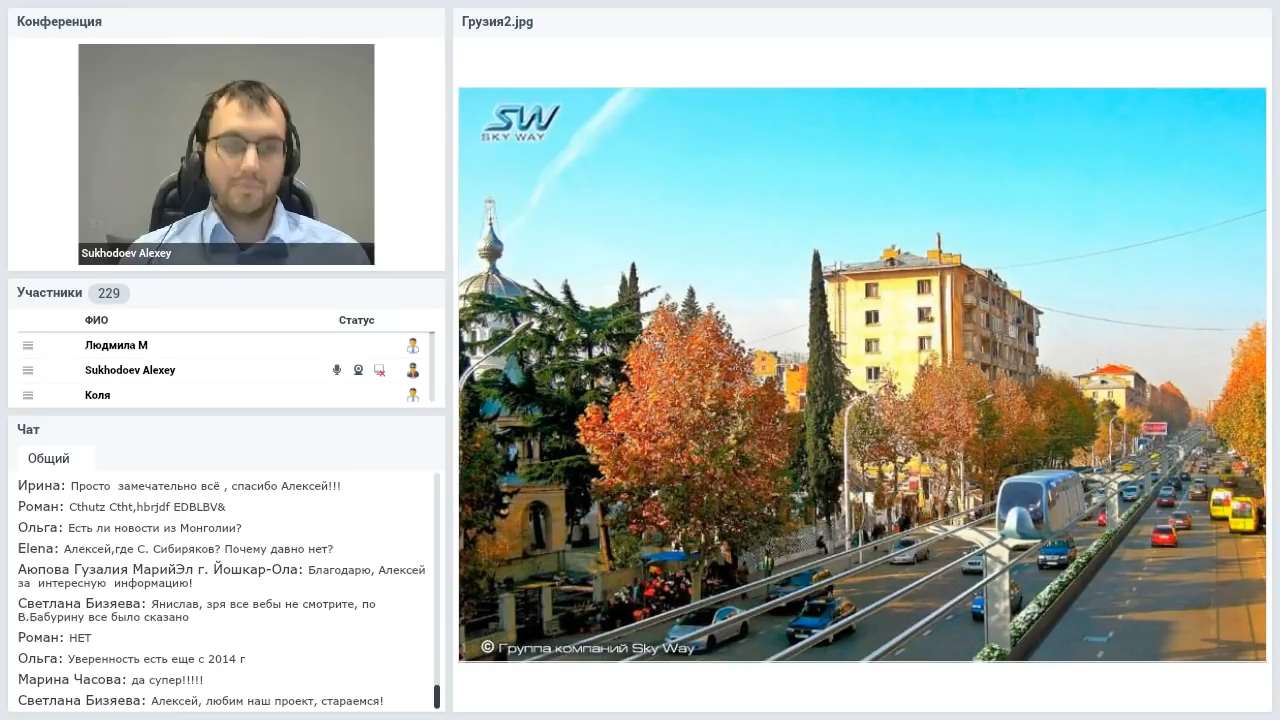 Конференция
Sukhodoev Alexey
Участники 229
ФИО Статус
Людмила М
Sukhodoev Alexey
Коля
Чат
Общий
Ирина: Просто замечательно всё , спасибо Алексей!!!
Роман: Cthutz Ctht,hbrjdf EDBLBV&
Ольга: Есть ли новости из Монголии?
Elena: Алексей,где С. Сибиряков? Почему давно нет?
Аюпова Гузалия МарийЭл г. Йошкар-Ола: Благодарю, Алексей
за интересную информацию!
Светлана Бизяева: Янислав, зря все вебы не смотрите, по
В.Бабурину все было сказано
Роман: НЕТ
Ольга: Уверенность есть еще с 2014 г
Марина Часова: да супер!!!!!
Светлана Бизяева: Алексей, любим наш проект, стараемся!
Грузия2.jpg
SW
SKY WAY
© Группа компаний Sky Way